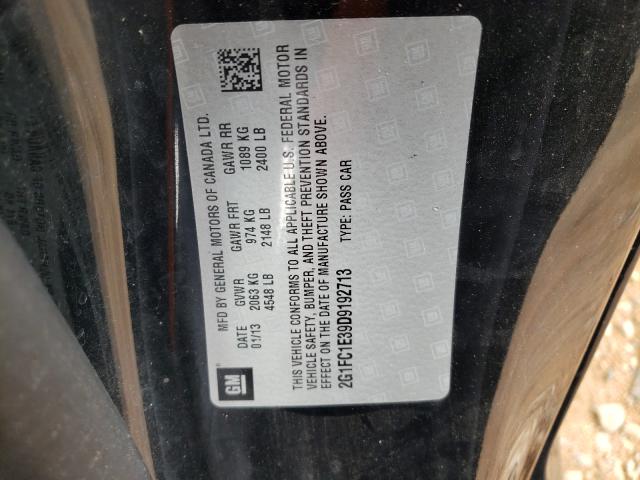 GM
MFD BY GENERAL MOTORS OF CANADA LTD.
DATE GVWR GAWR FRT GAWR RR
01/13 2063 KG 974 KG 1089 KG
4548 LB 2148 LB 2400 LB
THIS VEHICLE CONFORMS TO ALL APPLICABLE U.S. FEDERAL MOTOR
VEHICLE SAFETY, BUMPER, AND THEFT PREVENTION STANDARDS IN
EFFECT ON THE DATE OF MANUFACTURE SHOWN ABOVE.
2G1FC1E39D9192713 TYPE: PASS CAR